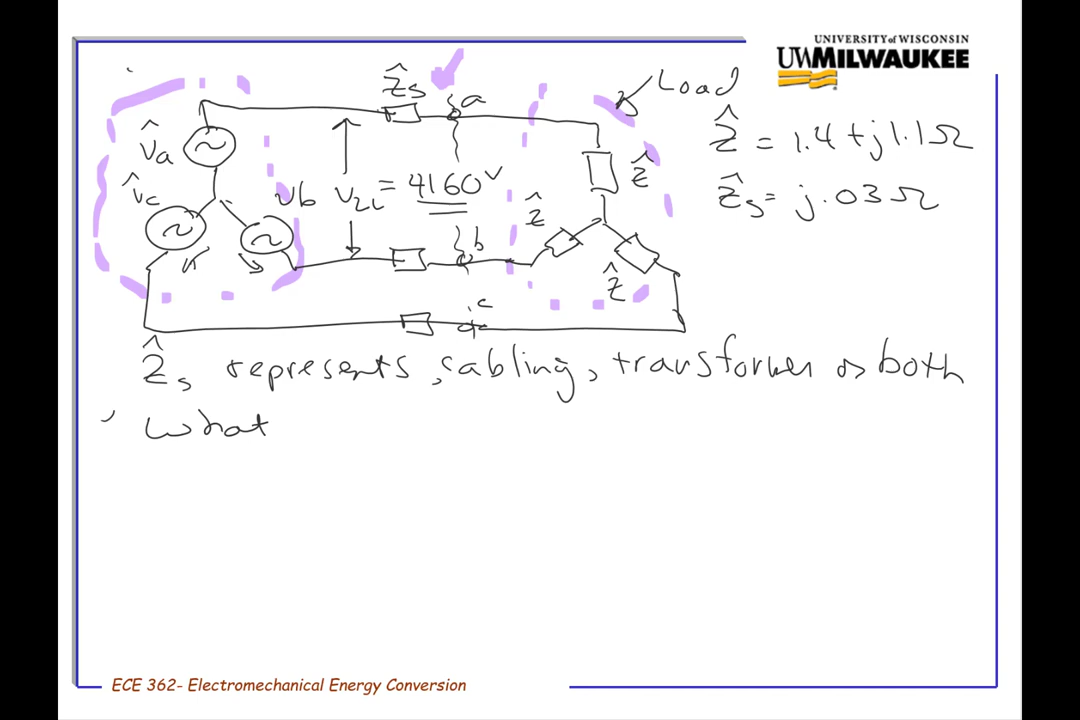 UNIVERSITY of WISCONSIN
UWMILWAUKEE
Load
Ẑs
a
V̂a
Ẑ = 1.4 + j1.1Ω
Ẑ
V̂c
Vb
VLL = 4160V
Ẑ
Ẑs = j.03Ω
b
Ẑ
c
Ẑs represents cabling, transformer or both
what
ECE 362- Electromechanical Energy Conversion